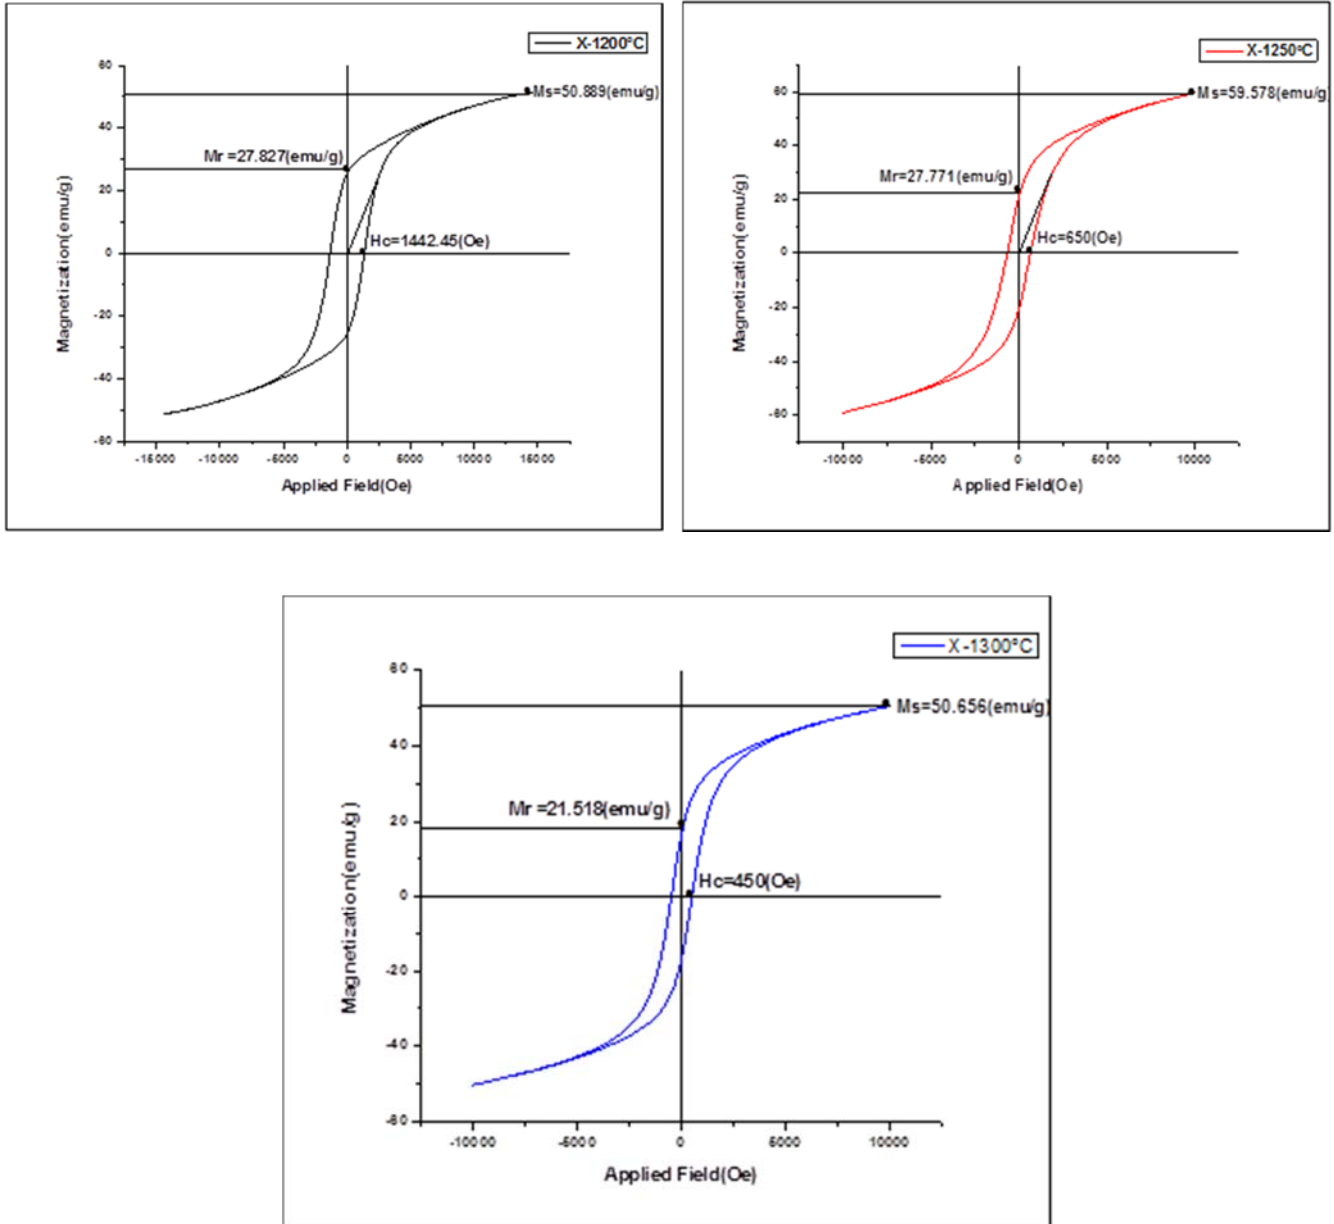 X-1200°C
60
Ms=50.889(emu/g)
40
Mr =27.827(emu/g)
20
Hc=1442.45(Oe)
0
-20
-40
-60
Magnetization(emu/g)
-15000 -10000 -5000 0 5000 10000 15000
Applied Field(Oe)
X-1250°C
60
Ms=59.578(emu/g)
40
Mr=27.771(emu/g)
20
Hc=650(Oe)
0
-20
-40
-60
Magnetization(emu/g)
-10000 -5000 0 5000 10000
Applied Field(Oe)
X-1300°C
60
Ms=50.656(emu/g)
40
Mr =21.518(emu/g)
20
Hc=450(Oe)
0
-20
-40
-60
Magnetization(emu/g)
-10000 -5000 0 5000 10000
Applied Field(Oe)